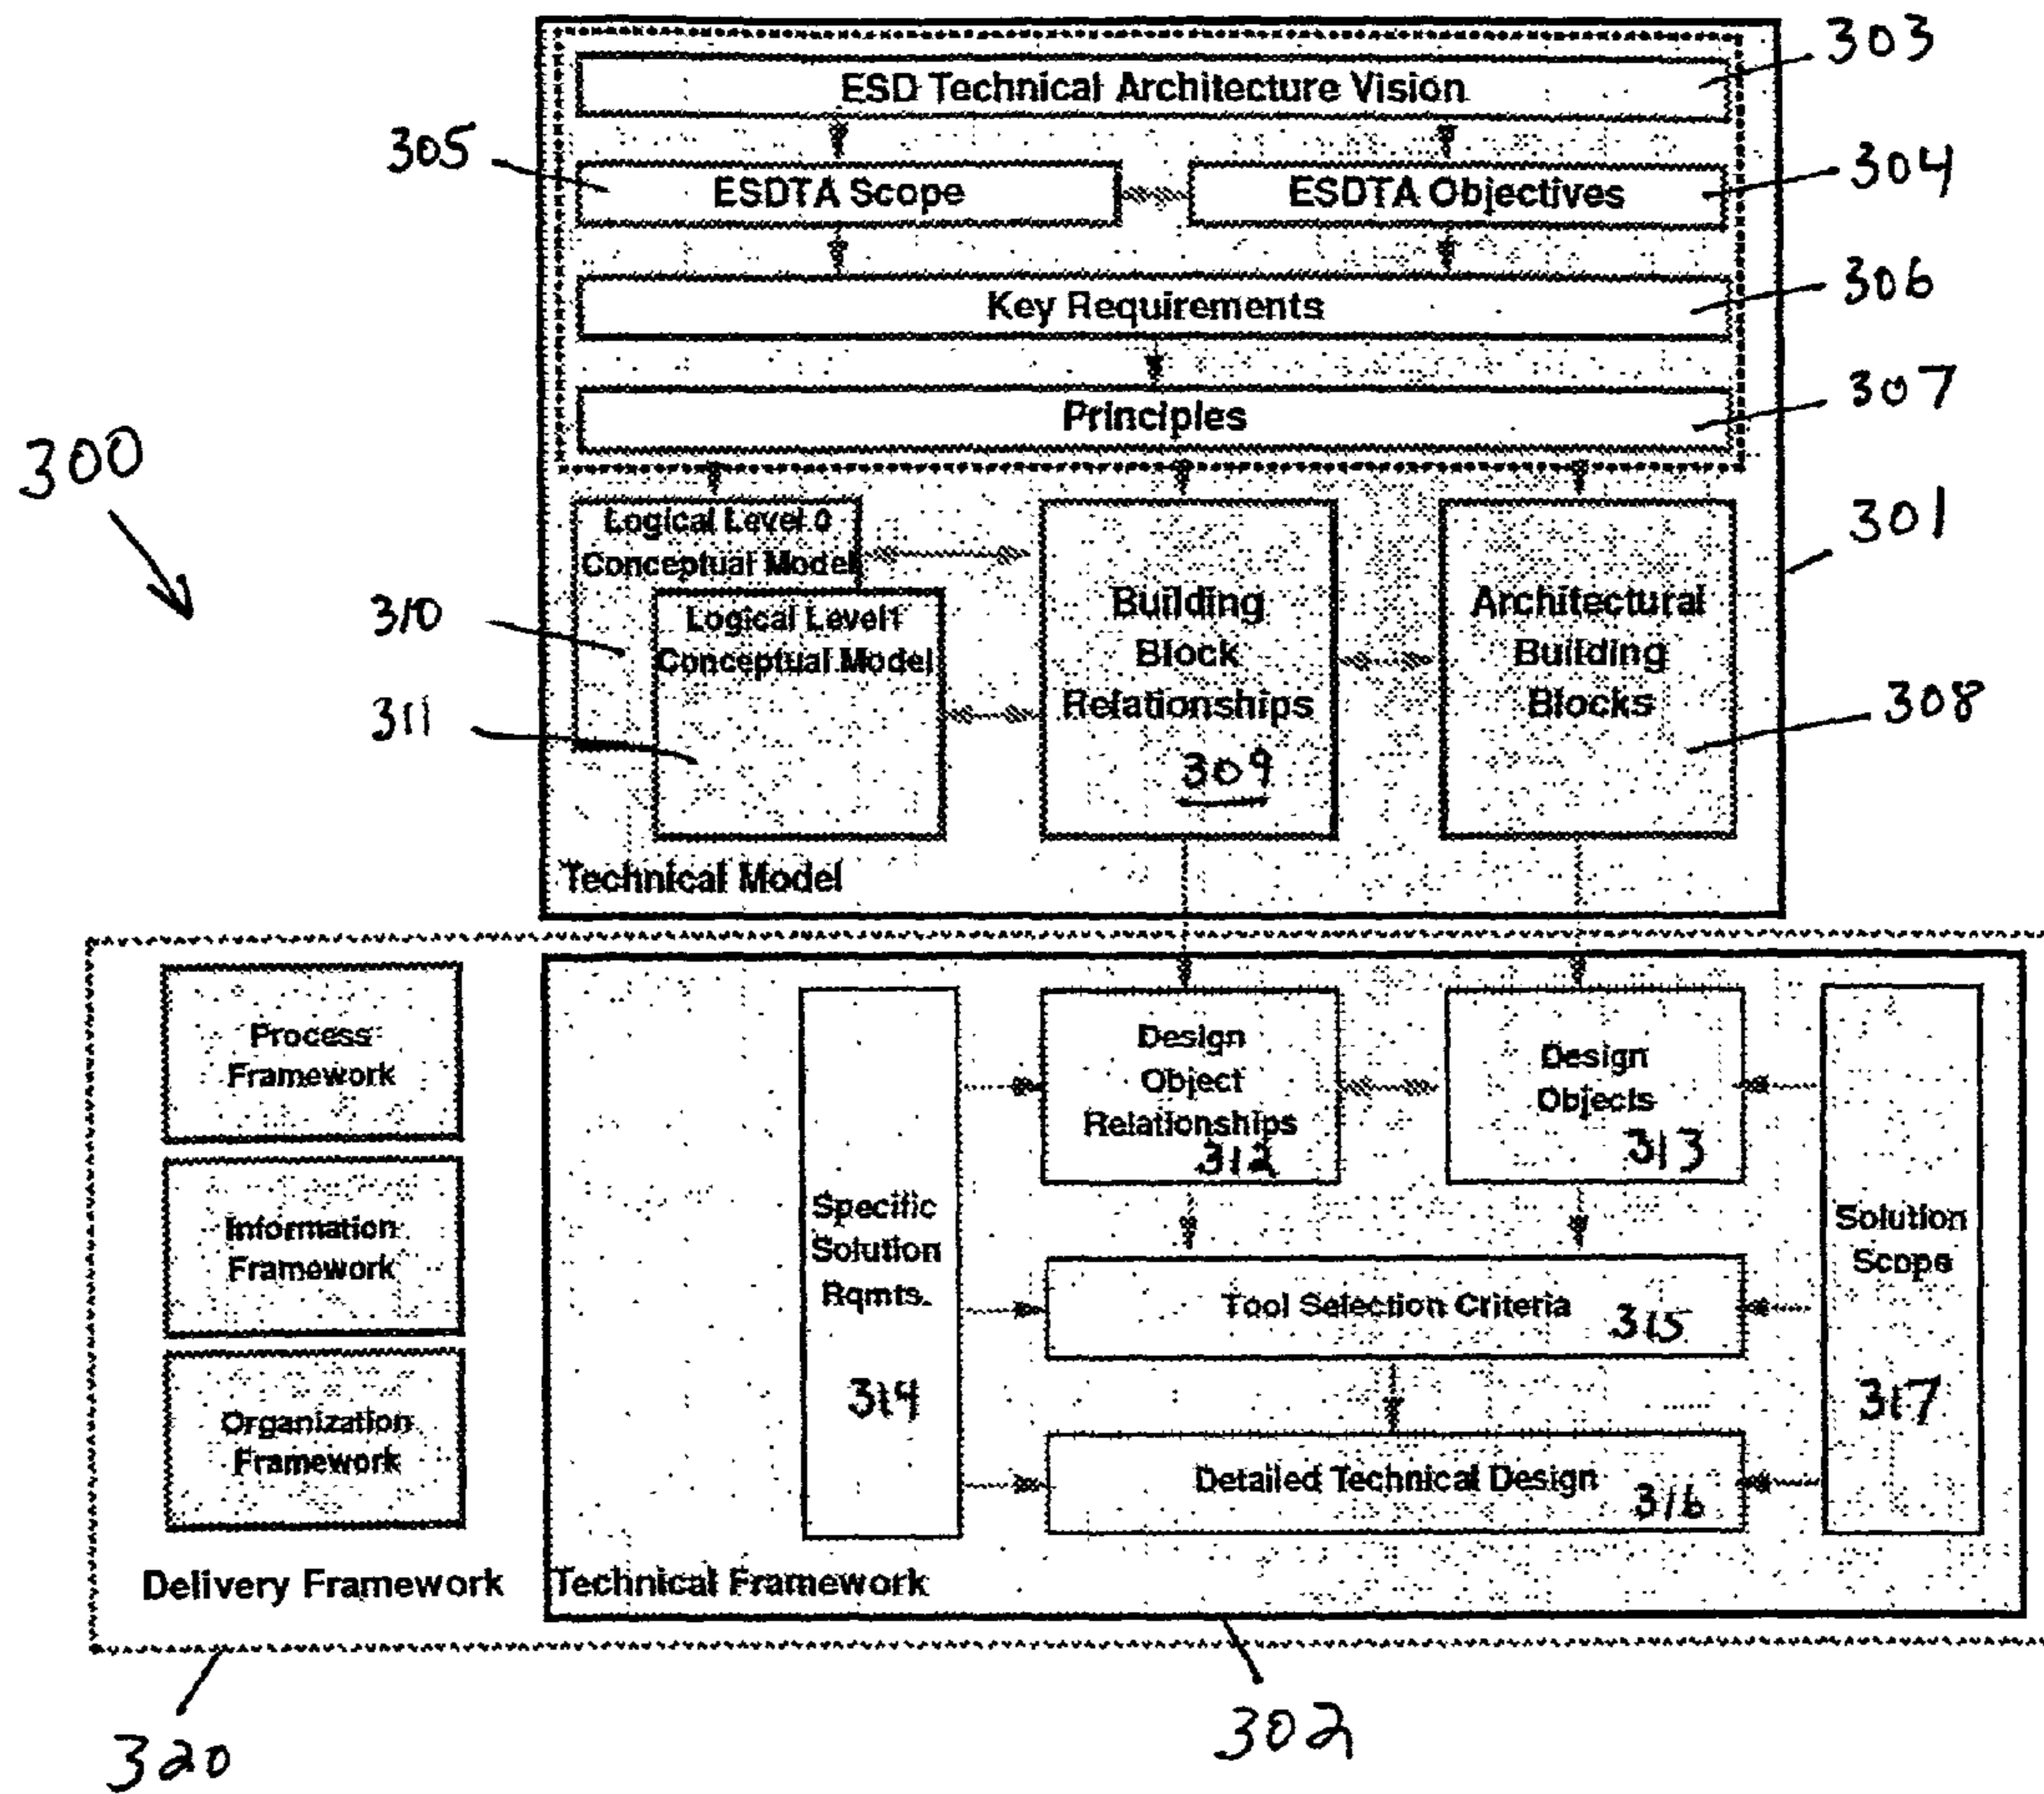 303
ESD Technical Architecture Vision
305
304
ESDTA Scope
ESDTA Objectives
306
Key Requirements
307
Principles
300
301
Logical Level 0
Conceptual Model
310
Logical Level1
Conceptual Model
311
Building
Block
Relationships
309
Architectural
Building
Blocks
308
Technical Model
Process
Framework
Information
Framework
Organization
Framework
Delivery Framework
Specific
Solution
Rqmts.
314
Design
Object
Relationships
312
Design
Objects
313
Tool Selection Criteria 315
Detailed Technical Design 316
Solution
Scope
317
Technical Framework
320
302